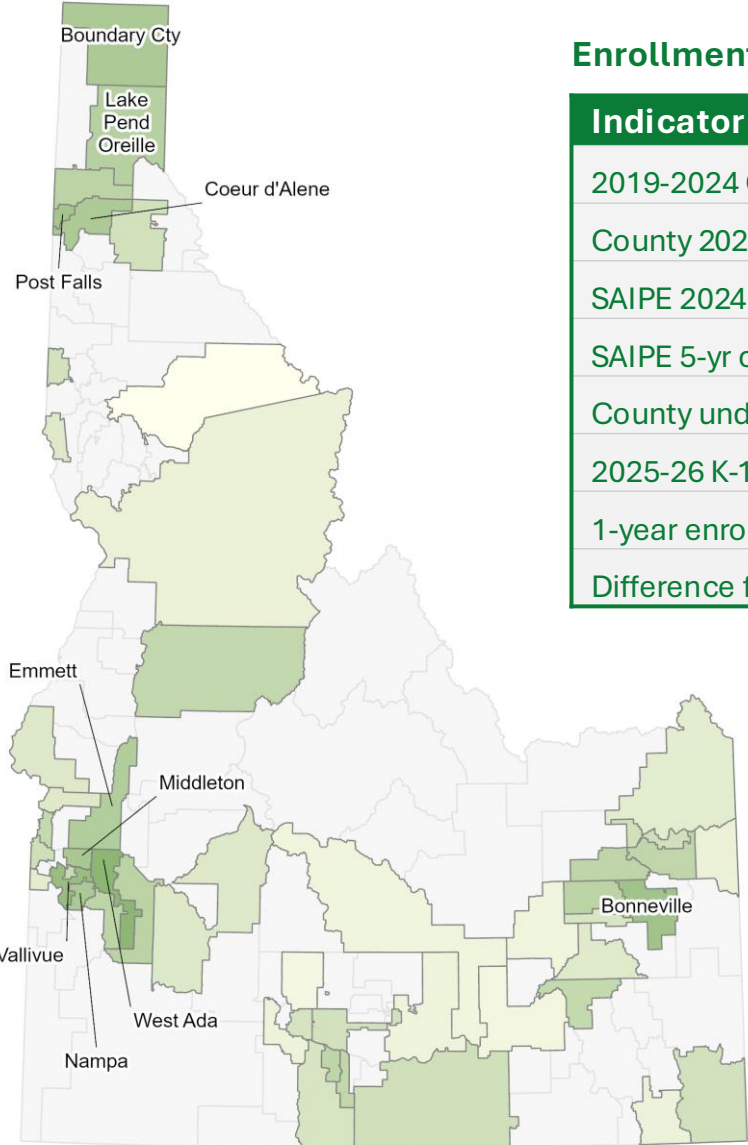 Boundary Cty
Lake
Pend
Oreille
Coeur d'Alene
Post Falls
Emmett
Middleton
Bonneville
Vallivue
West Ada
Nampa
Enrollment
Indicator
2019-2024
County 202
SAIPE 2024
SAIPE 5-yr
County und
2025-26 K-1
1-year enro
Difference